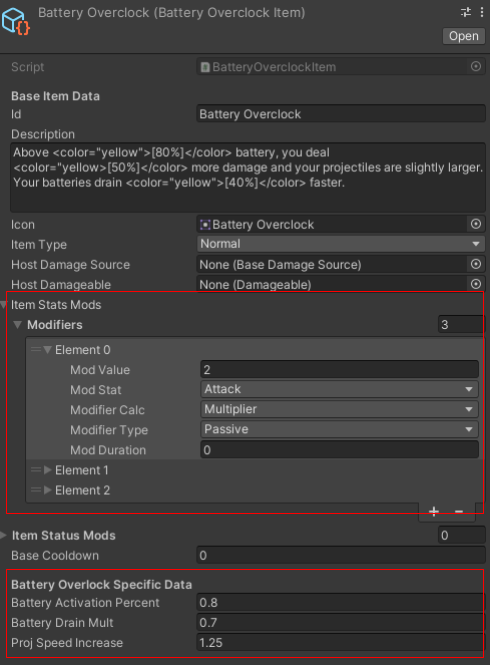 Battery Overclock (Battery Overclock Item)
Open
Script BatteryOverclockItem
Base Item Data
Id Battery Overclock
Description
Above <color="yellow">[80%]</color> battery, you deal
<color="yellow>[50%]</color> more damage and your projectiles are slightly larger.
Your batteries drain <color="yellow">[40%]</color> faster.
Icon Battery Overclock
Item Type Normal
Host Damage Source None (Base Damage Source)
Host Damageable None (Damageable)
Item Stats Mods
Modifiers 3
Element 0
Mod Value 2
Mod Stat Attack
Modifier Calc Multiplier
Modifier Type Passive
Mod Duration 0
Element 1
Element 2
+ −
Item Status Mods 0
Base Cooldown 0
Battery Overlock Specific Data
Battery Activation Percent 0.8
Battery Drain Mult 0.7
Proj Speed Increase 1.25